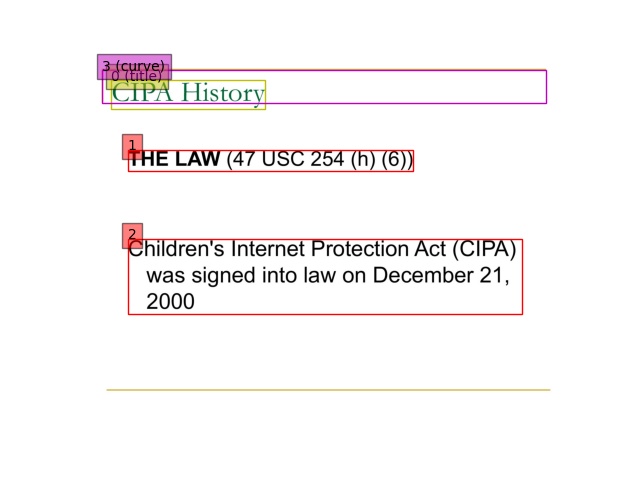 3 (curve)
0 (title)
CIPA History
1
THE LAW (47 USC 254 (h) (6))
2
Children's Internet Protection Act (CIPA)
was signed into law on December 21,
2000